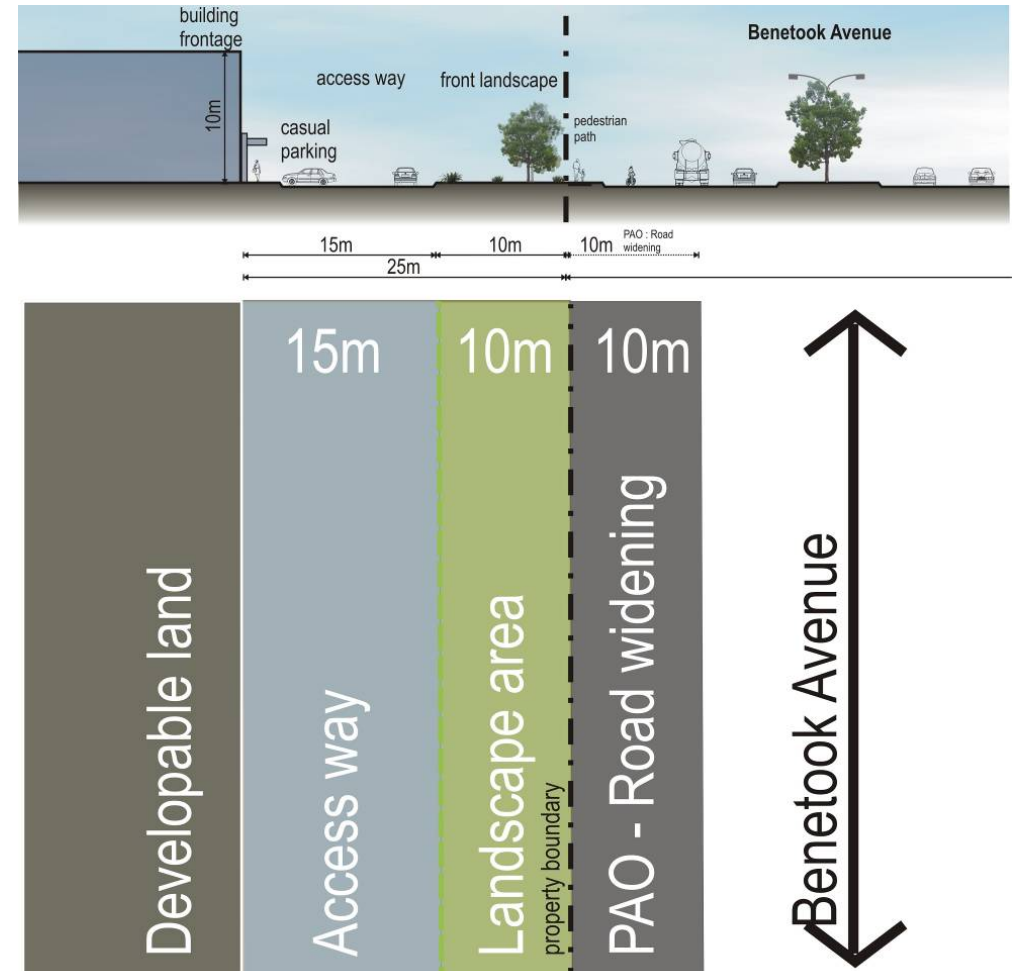 building
frontage
Benetook Avenue
access way
front landscape
10m
casual
parking
pedestrian
path
15m
10m
10m
PAO : Road
widening
25m
15m
10m
10m
Developable land
Access way
Landscape area
property boundary
PAO - Road widening
Benetook Avenue